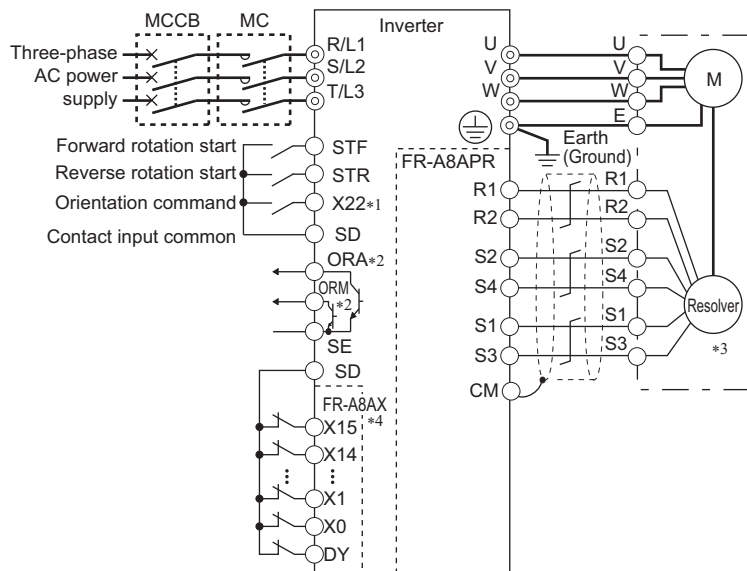 MCCB MC
Inverter
Three-phase
AC power
supply
R/L1
S/L2
T/L3
U
V
W
U
V
W
E
M
Earth
(Ground)
Forward rotation start
STF
Reverse rotation start
STR
Orientation command
X22*1
Contact input common
SD
ORA*2
ORM
*2
SE
SD
FR-A8AX
*4
X15
X14
X1
X0
DY
FR-A8APR
R1
R2
S2
S4
S1
S3
CM
R1
R2
S2
S4
S1
S3
Resolver
*3